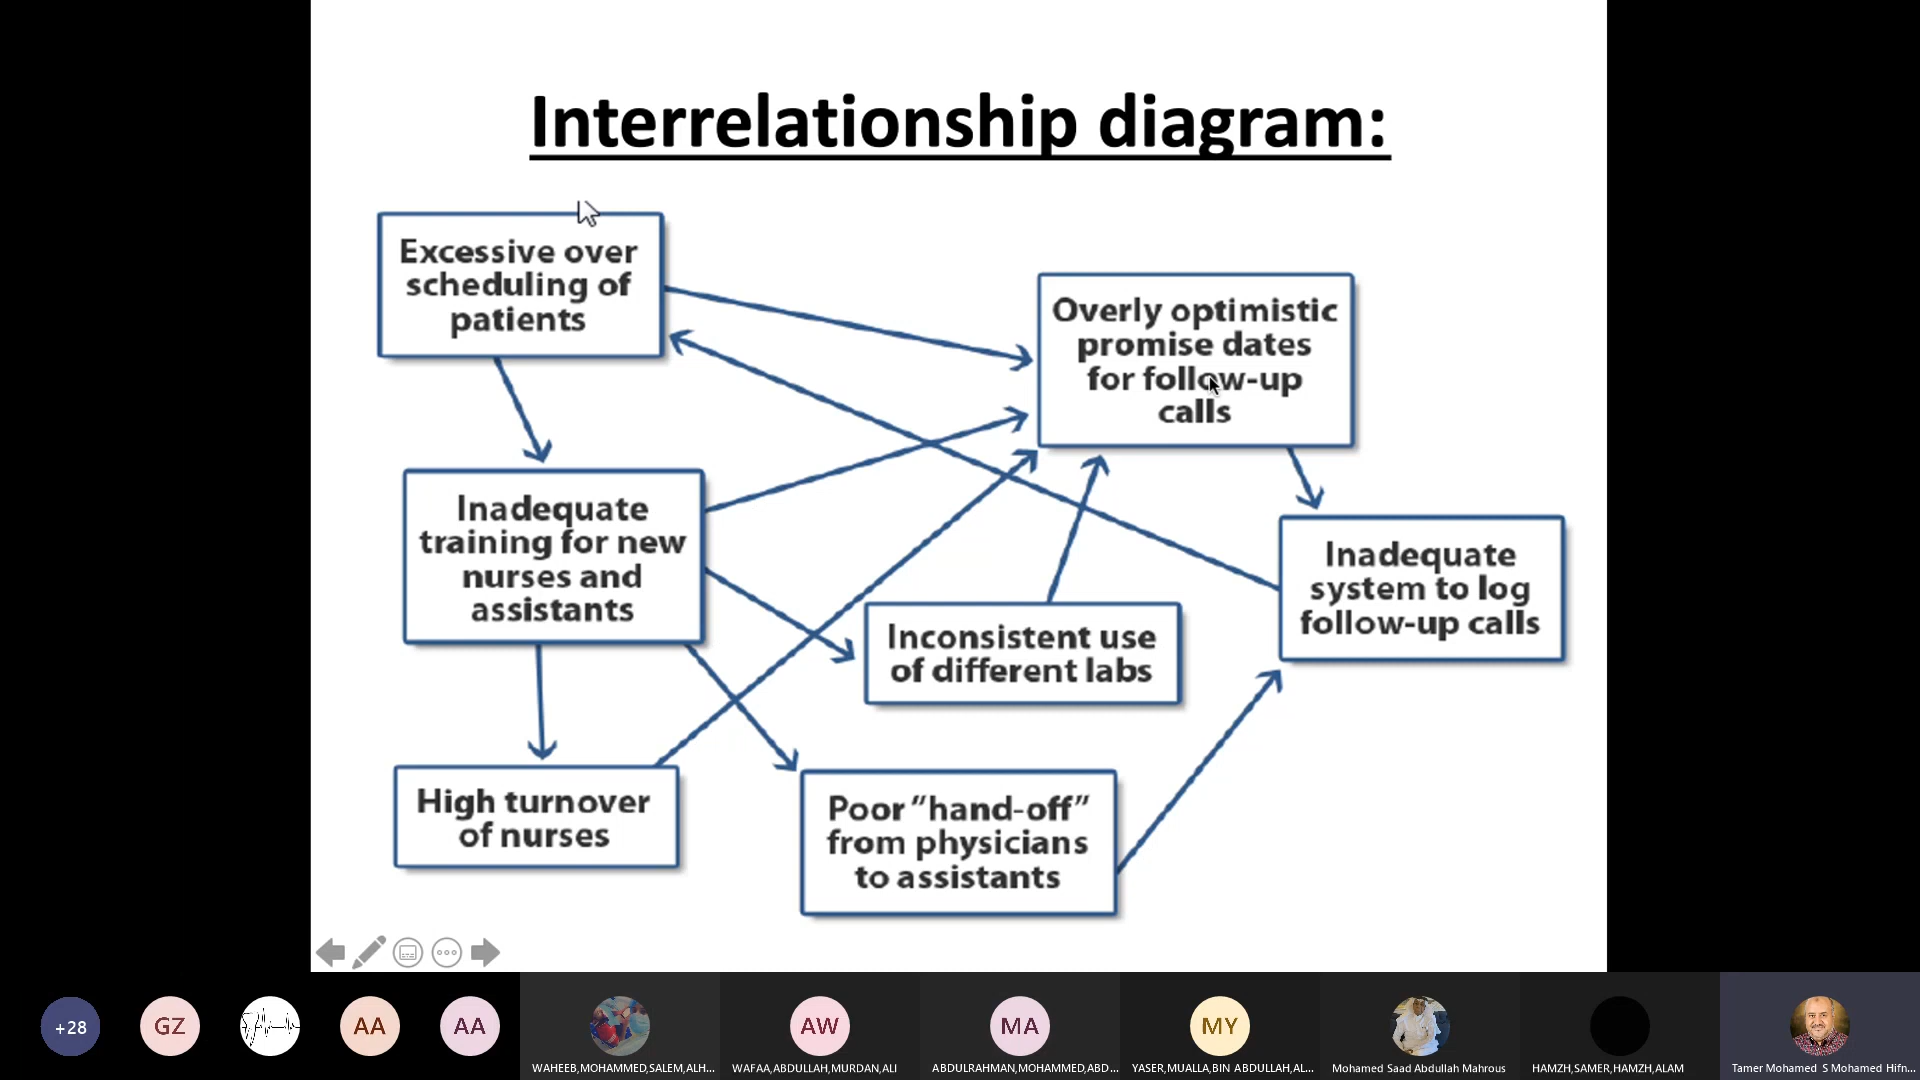 Interrelationship diagram:
Excessive over
scheduling of
patients
Overly optimistic
promise dates
for follow-up
calls
Inadequate
training for new
nurses and
assistants
Inadequate
system to log
follow-up calls
Inconsistent use
of different labs
High turnover
of nurses
Poor “hand-off”
from physicians
to assistants
+28
GZ
AA
AA
AW
MA
MY
WAHEEB,MOHAMMED,SALEM,ALH...
WAFAA,ABDULLAH,MURDAN,ALI
ABDULRAHMAN,MOHAMMED,ABD...
YASER,MUALLA,BIN ABDULLAH,AL...
Mohamed Saad Abdullah Mahrous
HAMZH,SAMER,HAMZH,ALAM
Tamer Mohamed S Mohamed Hifn...